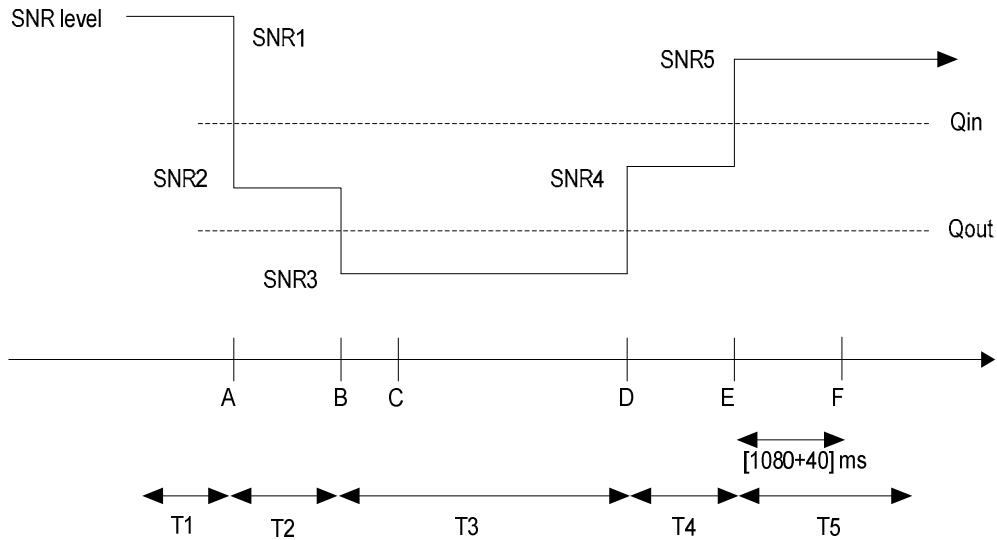 SNR level
SNR1
SNR5
Qin
SNR2
SNR4
Qout
SNR3
A
B
C
D
E
F
[1080+40] ms
T1
T2
T3
T4
T5